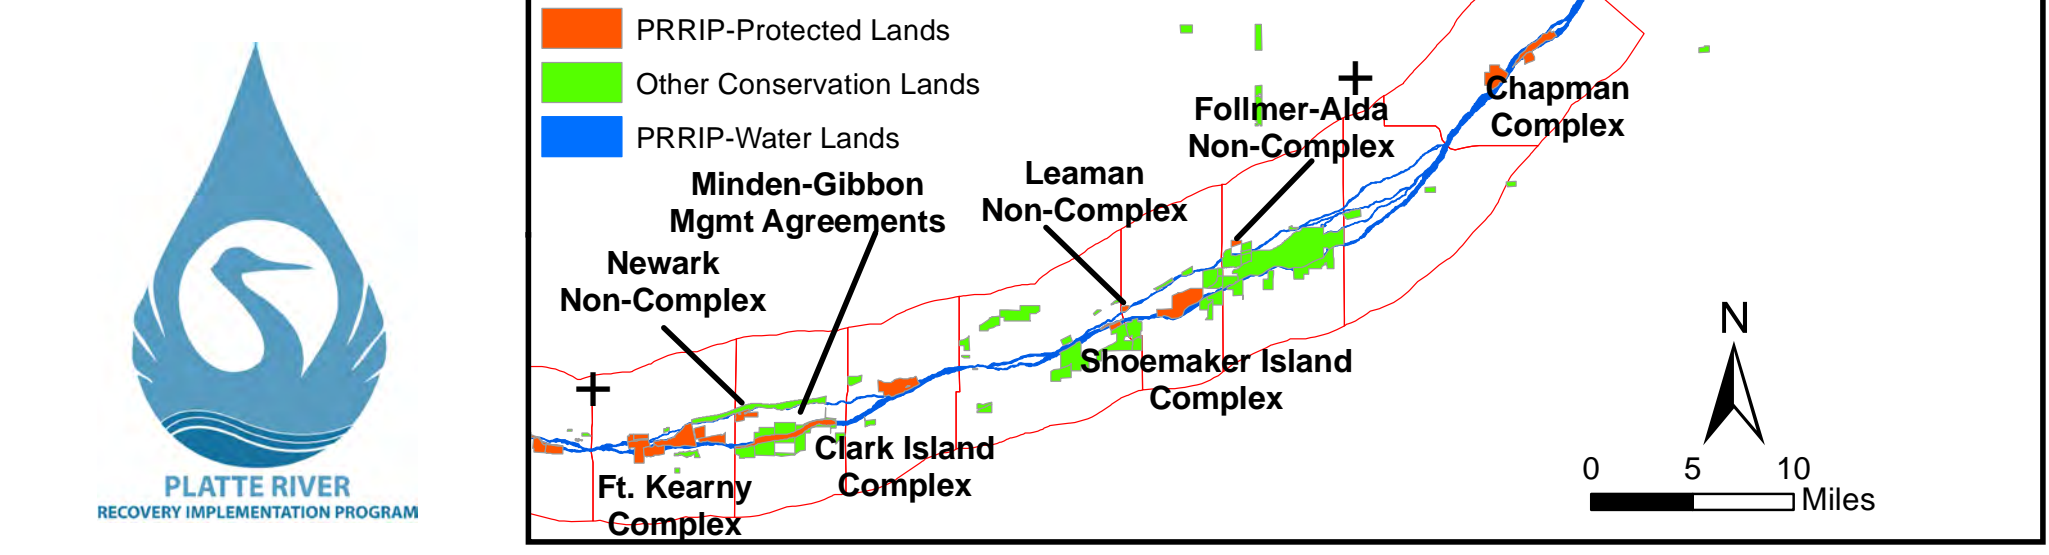 PLATTE RIVER
RECOVERY IMPLEMENTATION PROGRAM
PRRIP-Protected Lands
Other Conservation Lands
PRRIP-Water Lands
Chapman
Complex
Follmer-Alda
Non-Complex
Leaman
Non-Complex
Minden-Gibbon
Mgmt Agreements
Newark
Non-Complex
Shoemaker Island
Complex
Clark Island
Complex
Ft. Kearny
Complex
N
0 5 10
Miles